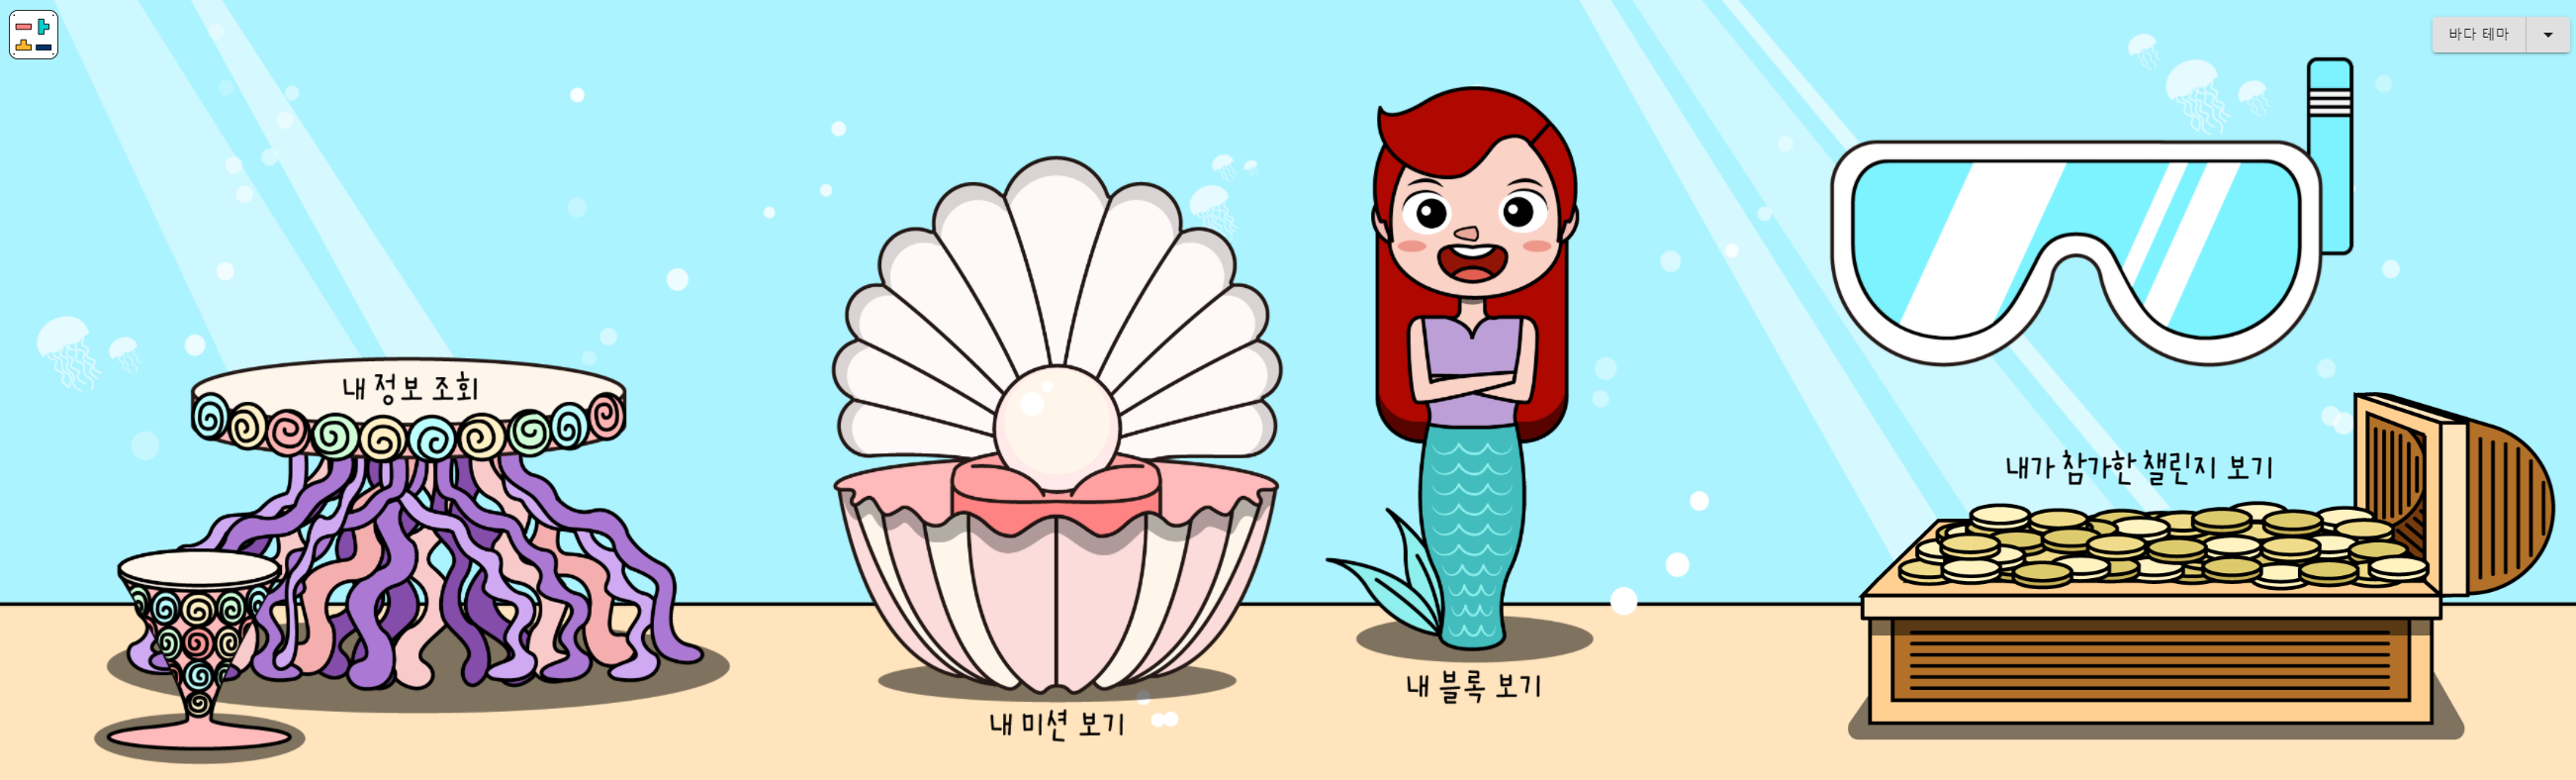 바다 테마
내 정보 조회
내가 참가한 챌린지 보기
내 블록 보기
내 미션 보기